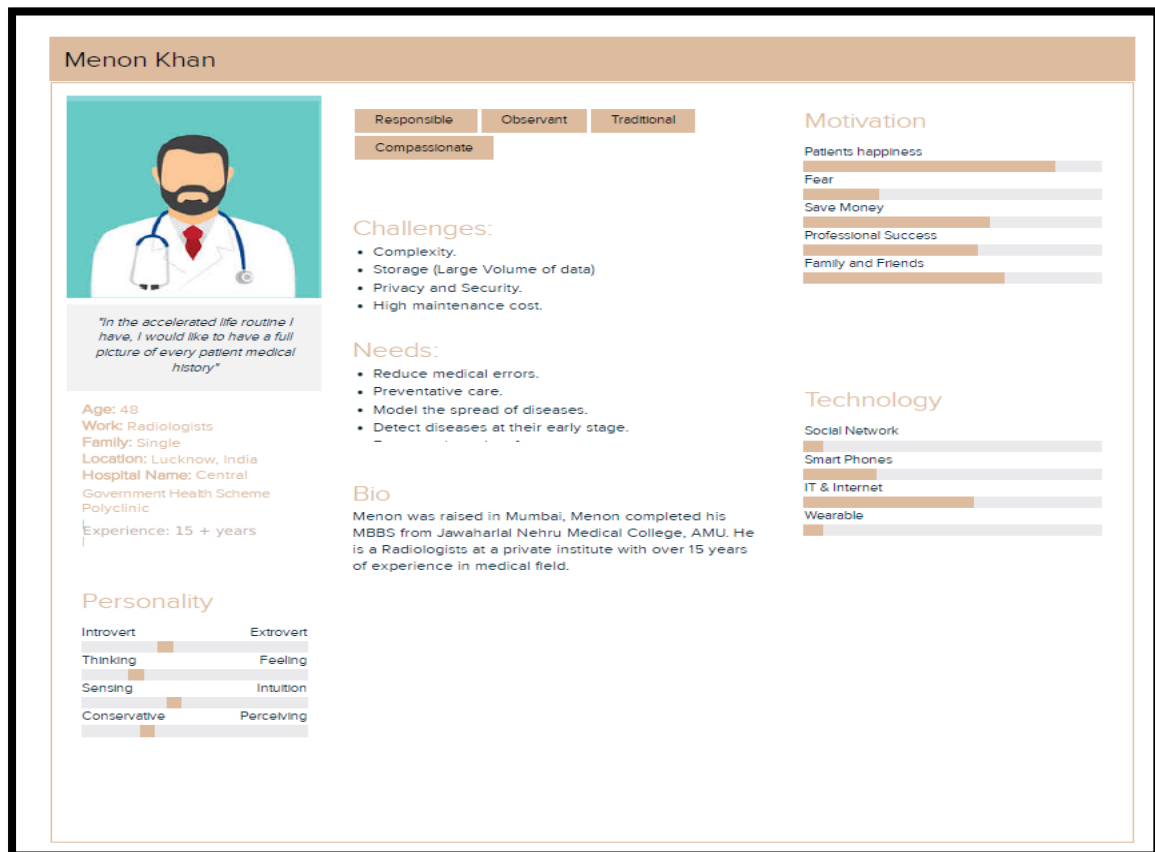 Menon Khan
"In the accelerated life routine I
have, I would like to have a full
picture of every patient medical
history"
Age: 48
Work: Radiologists
Family: Single
Location: Lucknow, India
Hospital Name: Central
Government Health Scheme
Polyclinic
Experience: 15 + years
Personality
Introvert Extrovert
Thinking Feeling
Sensing Intuition
Conservative Perceiving
Responsible Observant Traditional
Compassionate
Challenges:
• Complexity.
• Storage (Large Volume of data)
• Privacy and Security.
• High maintenance cost.
Needs:
• Reduce medical errors.
• Preventative care.
• Model the spread of diseases.
• Detect diseases at their early stage.
Bio
Menon was raised in Mumbai, Menon completed his
MBBS from Jawaharlal Nehru Medical College, AMU. He
is a Radiologists at a private institute with over 15 years
of experience in medical field.
Motivation
Patients happiness
Fear
Save Money
Professional Success
Family and Friends
Technology
Social Network
Smart Phones
IT & Internet
Wearable